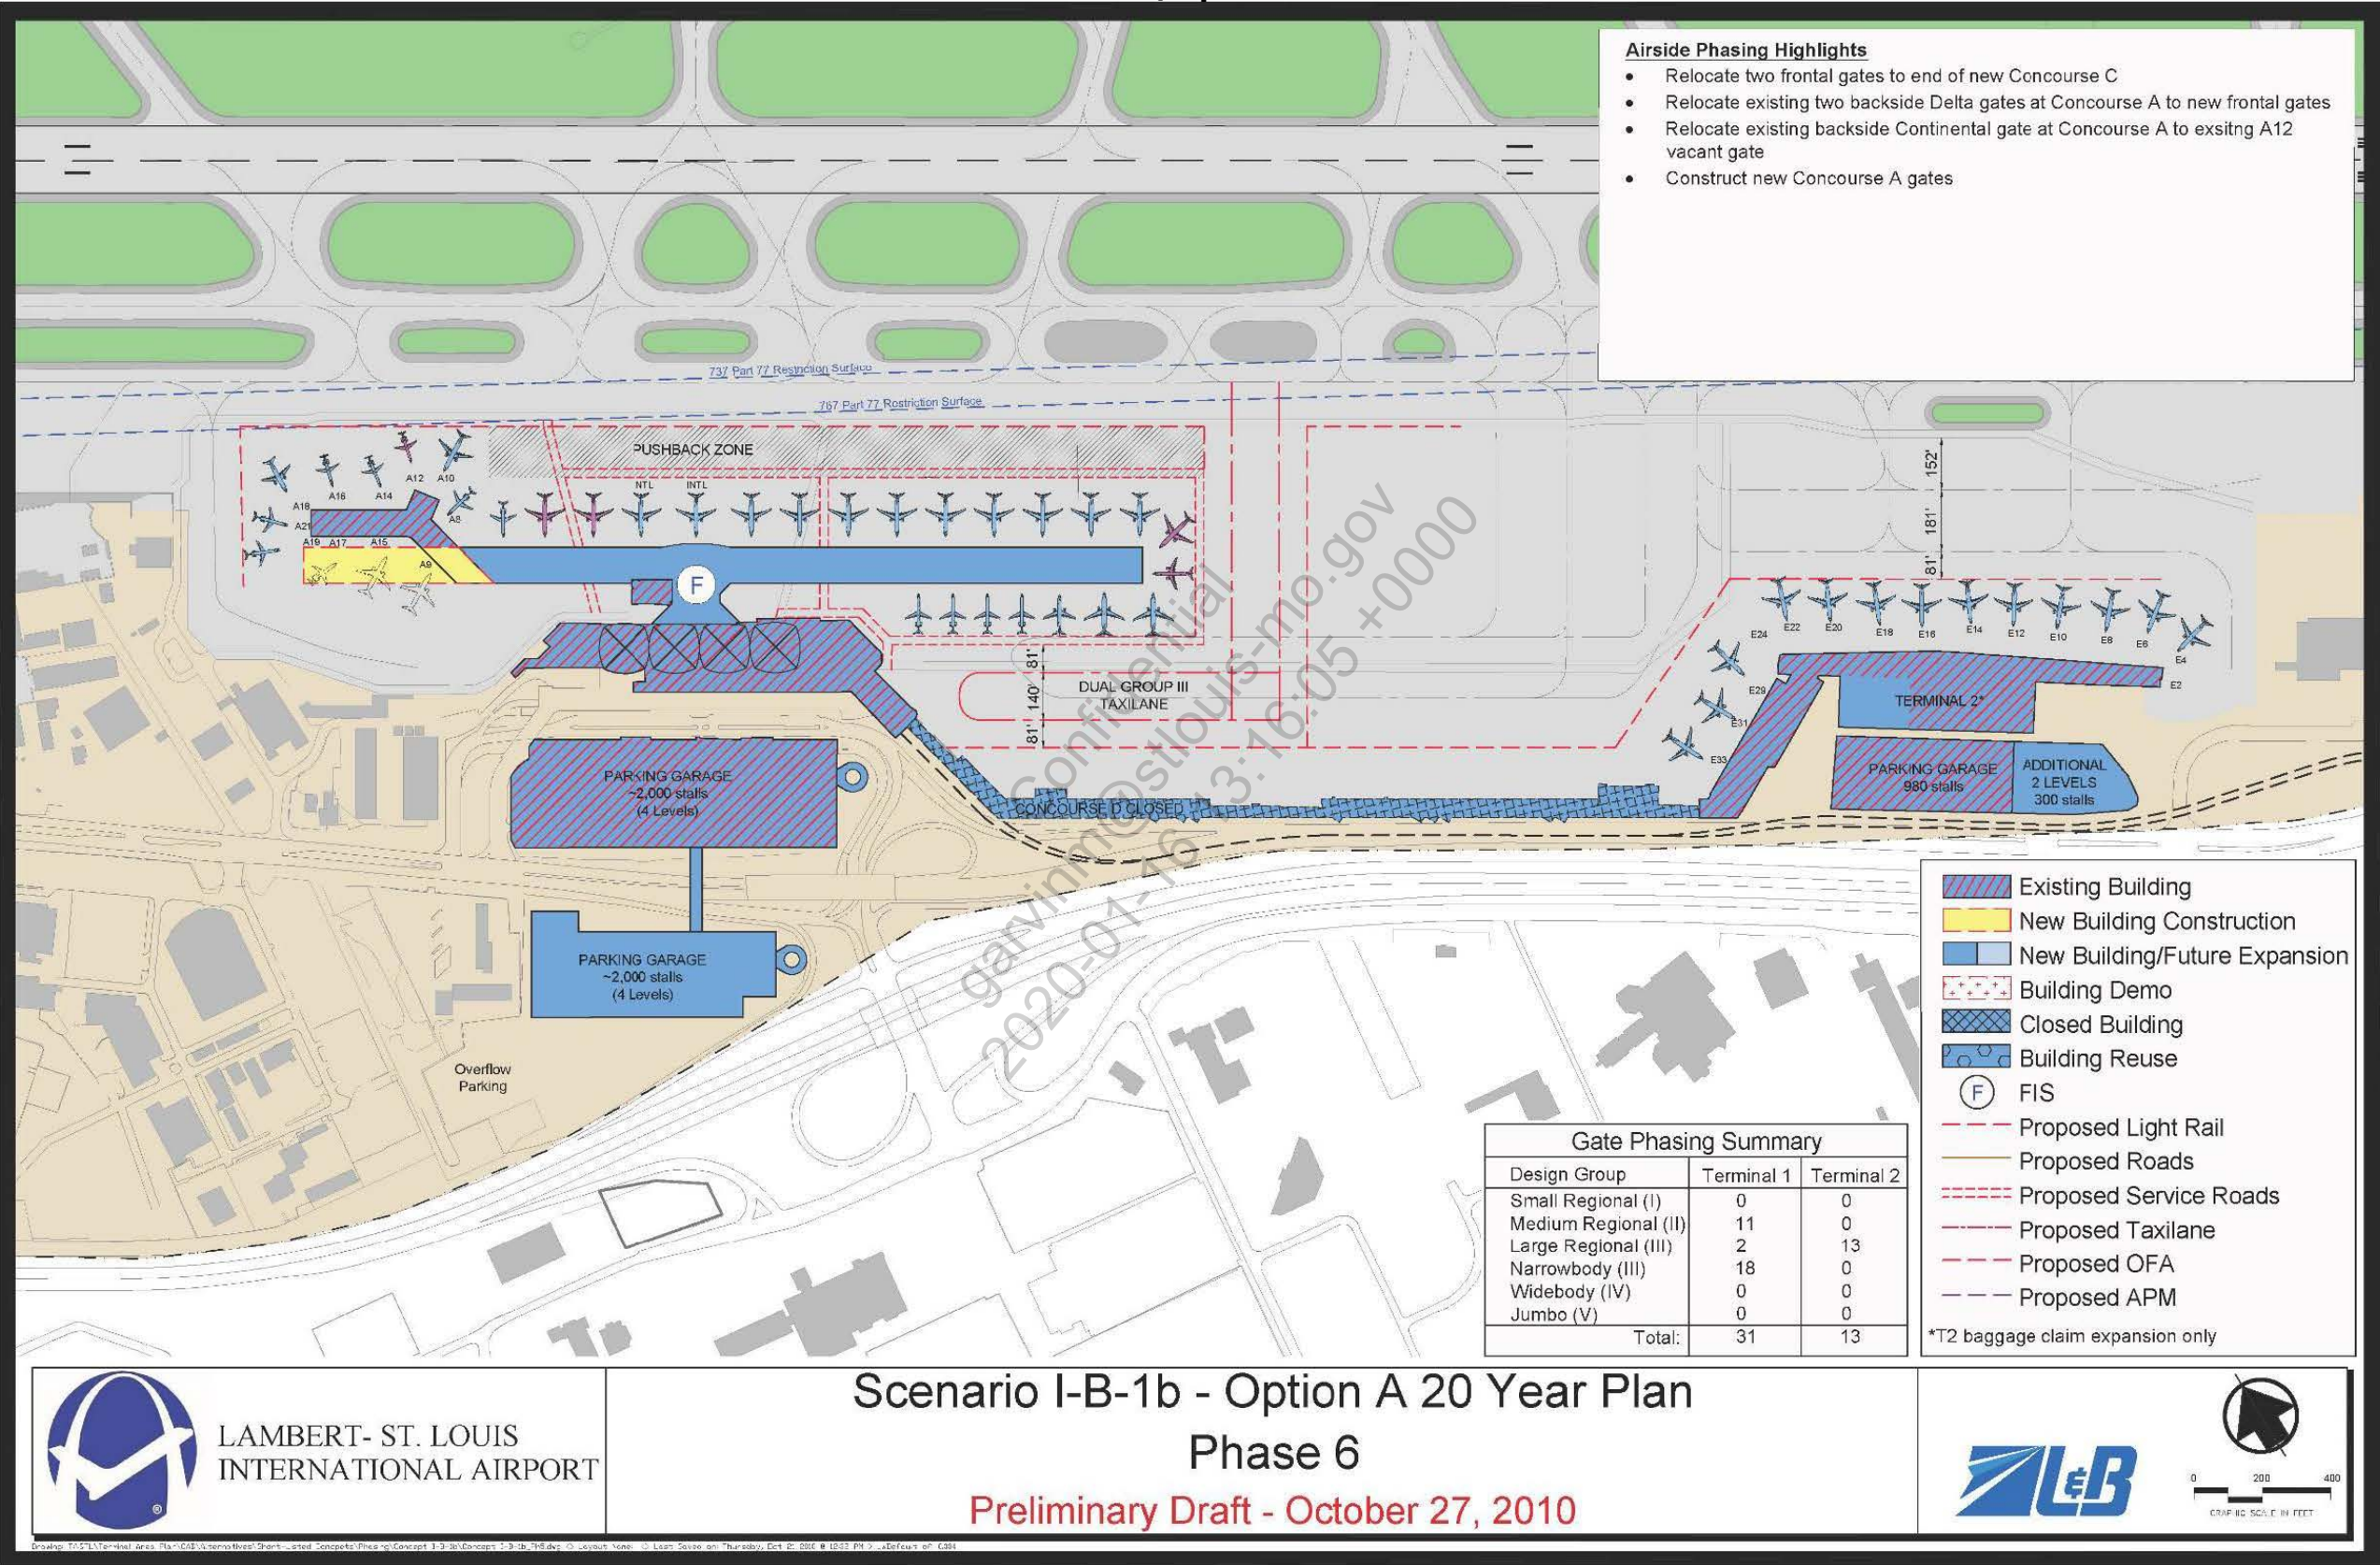 Airside Phasing Highlights
• Relocate two frontal gates to end of new Concourse C
• Relocate existing two backside Delta gates at Concourse A to new frontal gates
• Relocate existing backside Continental gate at Concourse A to exsitng A12
vacant gate
• Construct new Concourse A gates
737 Part 77 Restriction Surface
767 Part 77 Restriction Surface
PUSHBACK ZONE
A12 A10
A16 A14
NTL INTL
A18
A8
A21
A19 A17 A15
A9
F
152'
181'
81'
E24 E22 E20 E18 E16 E14 E12 E10 E8 E6 E4
E2
E29
E31
E33
81'
140'
81'
DUAL GROUP III
TAXILANE
TERMINAL 2*
PARKING GARAGE
~2,000 stalls
(4 Levels)
CONCOURSE D CLOSED
PARKING GARAGE
980 stalls
ADDITIONAL
2 LEVELS
300 stalls
PARKING GARAGE
~2,000 stalls
(4 Levels)
Overflow
Parking
Confidential
garvinm@stlouis-mo.gov
2020-01-16 13:16:05 +0000
Existing Building
New Building Construction
New Building/Future Expansion
Building Demo
Closed Building
Building Reuse
F FIS
Proposed Light Rail
Proposed Roads
Proposed Service Roads
Proposed Taxilane
Proposed OFA
Proposed APM
*T2 baggage claim expansion only
Gate Phasing Summary
Design Group Terminal 1 Terminal 2
Small Regional (I) 0 0
Medium Regional (II) 11 0
Large Regional (III) 2 13
Narrowbody (III) 18 0
Widebody (IV) 0 0
Jumbo (V) 0 0
Total: 31 13
LAMBERT- ST. LOUIS
INTERNATIONAL AIRPORT
®
Scenario I-B-1b - Option A 20 Year Plan
Phase 6
Preliminary Draft - October 27, 2010
L&B
0 200 400
GRAPHIC SCALE IN FEET